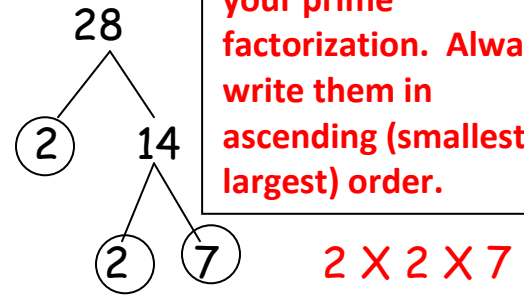 28
2 14
2 7
your prime
factorization. Alwa
write them in
ascending (smallest
largest) order.
2 X 2 X 7